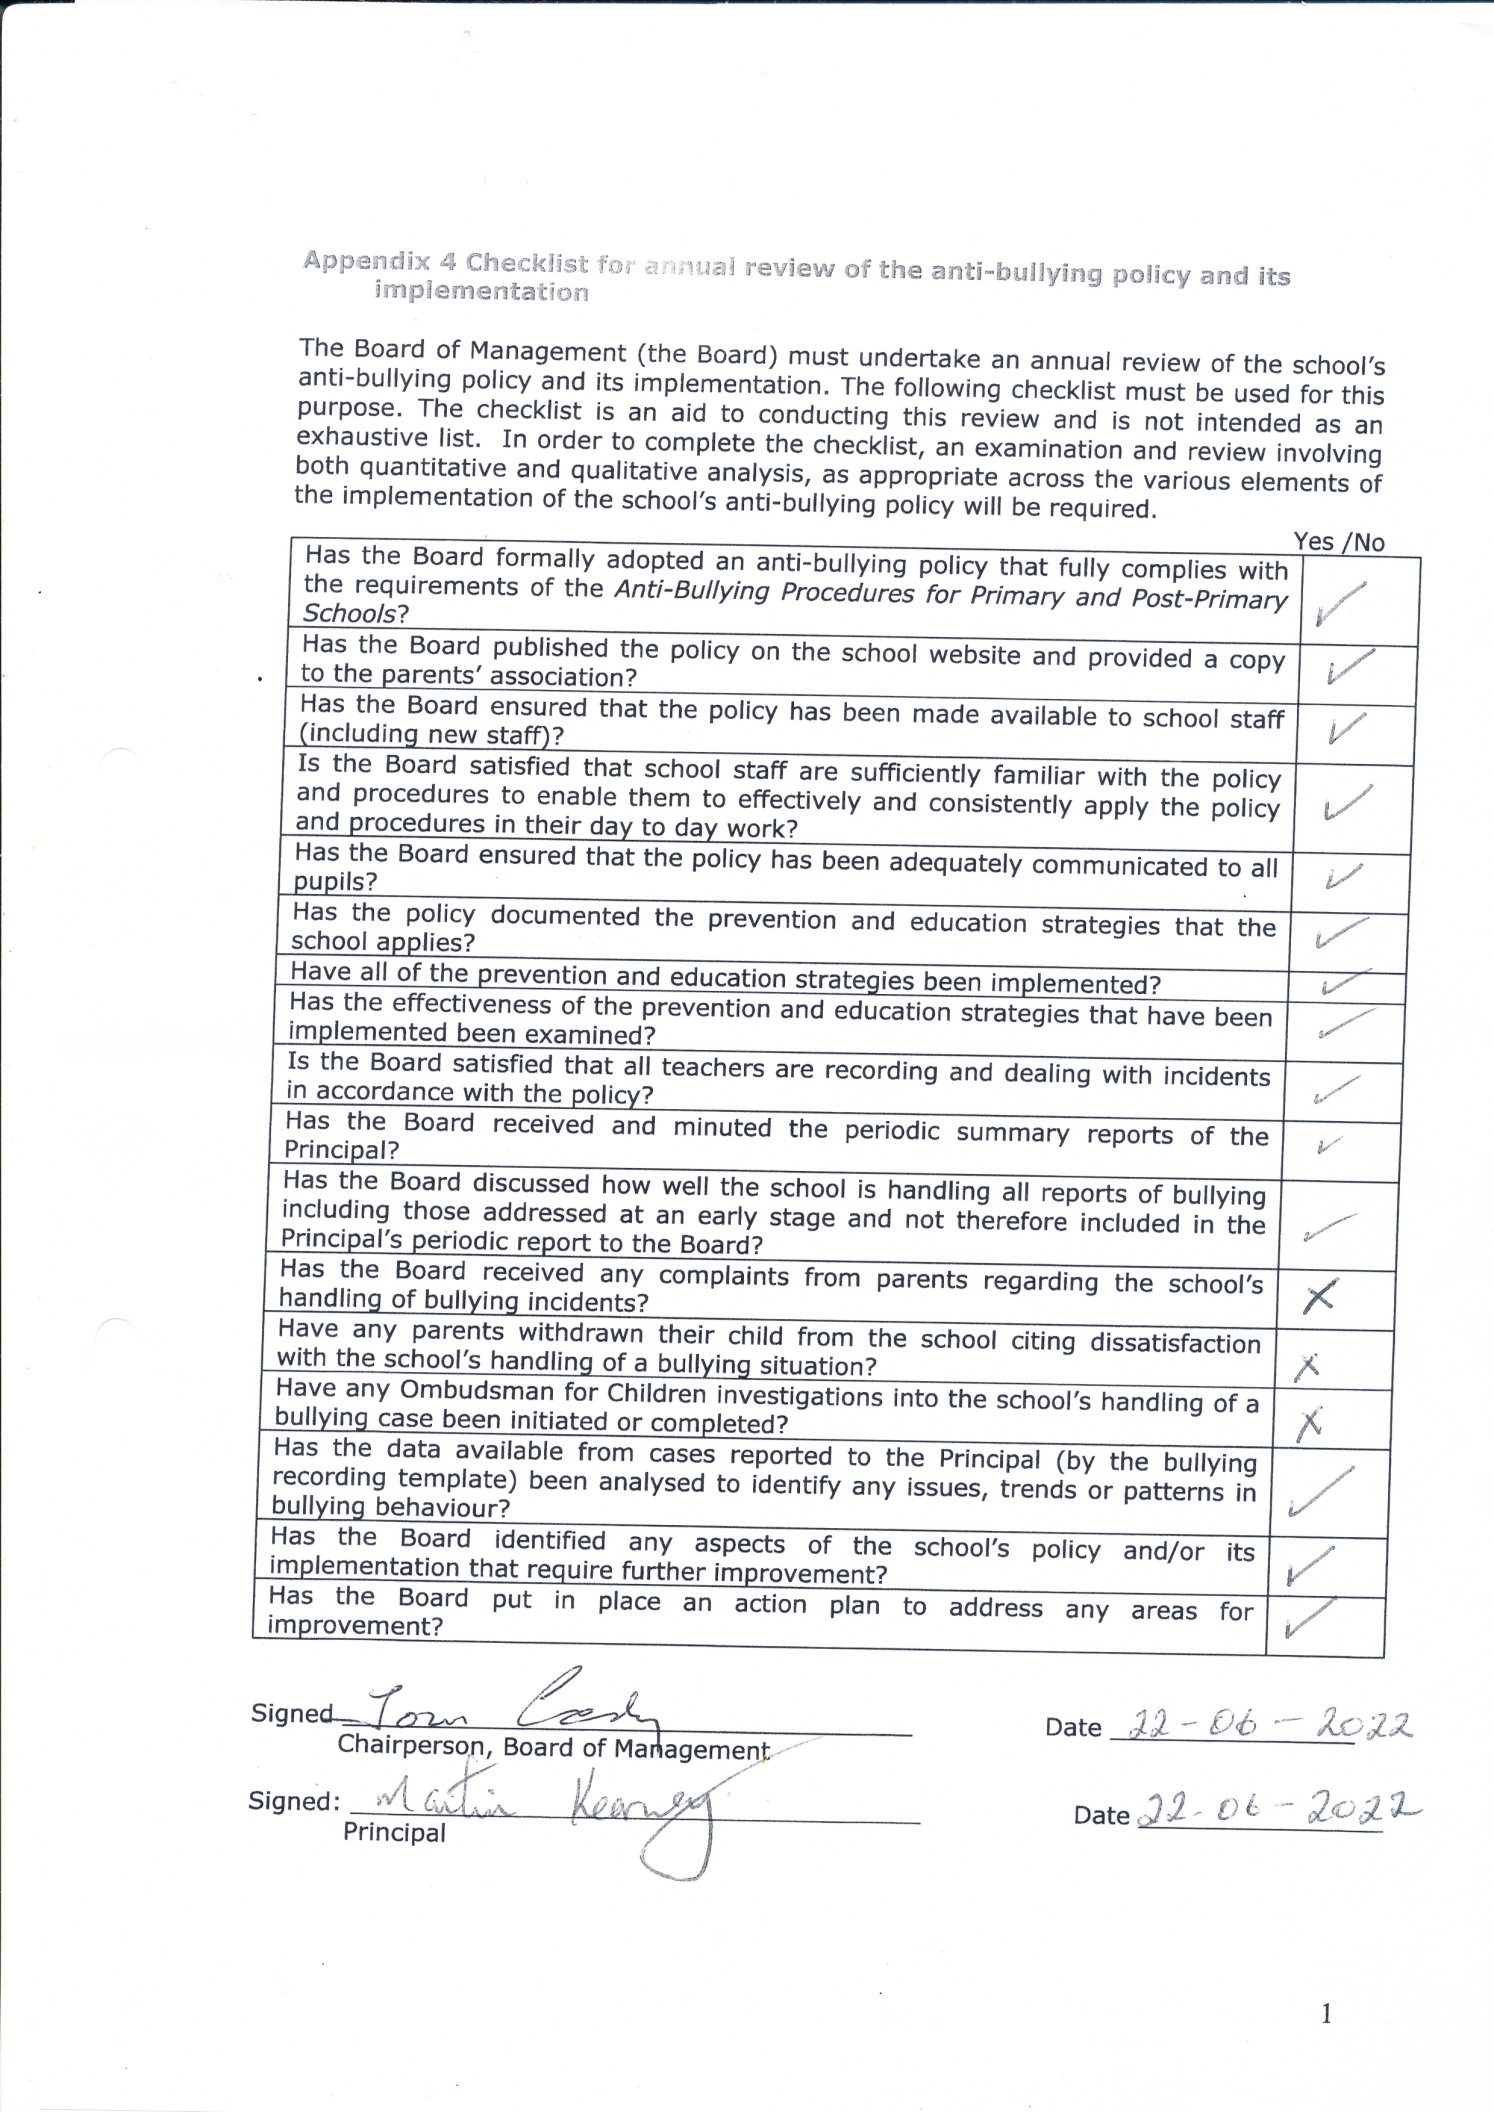 Appendix 4 Checklist for annual review of the anti-bullying policy and its
implementation
The Board of Management (the Board) must undertake an annual review of the school's
anti-bullying policy and its implementation. The following checklist must be used for this
purpose. The checklist is an aid to conducting this review and is not intended as an
exhaustive list. In order to complete the checklist, an examination and review involving
both quantitative and qualitative analysis, as appropriate across the various elements of
the implementation of the school's anti-bullying policy will be required.
Yes /No
Has the Board formally adopted an anti-bullying policy that fully complies with
the requirements of the Anti-Bullying Procedures for Primary and Post-Primary
Schools? ✓
Has the Board published the policy on the school website and provided a copy
to the parents' association? ✓
Has the Board ensured that the policy has been made available to school staff
(including new staff)? ✓
Is the Board satisfied that school staff are sufficiently familiar with the policy
and procedures to enable them to effectively and consistently apply the policy
and procedures in their day to day work? ✓
Has the Board ensured that the policy has been adequately communicated to all
pupils? ✓
Has the policy documented the prevention and education strategies that the
school applies? ✓
Have all of the prevention and education strategies been implemented? ✓
Has the effectiveness of the prevention and education strategies that have been
implemented been examined? ✓
Is the Board satisfied that all teachers are recording and dealing with incidents
in accordance with the policy? ✓
Has the Board received and minuted the periodic summary reports of the
Principal? ✓
Has the Board discussed how well the school is handling all reports of bullying
including those addressed at an early stage and not therefore included in the
Principal's periodic report to the Board? ✓
Has the Board received any complaints from parents regarding the school's
handling of bullying incidents? X
Have any parents withdrawn their child from the school citing dissatisfaction
with the school's handling of a bullying situation? X
Have any Ombudsman for Children investigations into the school's handling of a
bullying case been initiated or completed? X
Has the data available from cases reported to the Principal (by the bullying
recording template) been analysed to identify any issues, trends or patterns in
bullying behaviour? ✓
Has the Board identified any aspects of the school's policy and/or its
implementation that require further improvement? ✓
Has the Board put in place an action plan to address any areas for
improvement? ✓
Signed Tom Date 22-06-2022
Chairperson, Board of Management
Signed: Martin Kearney Date 22-06-2022
Principal
1